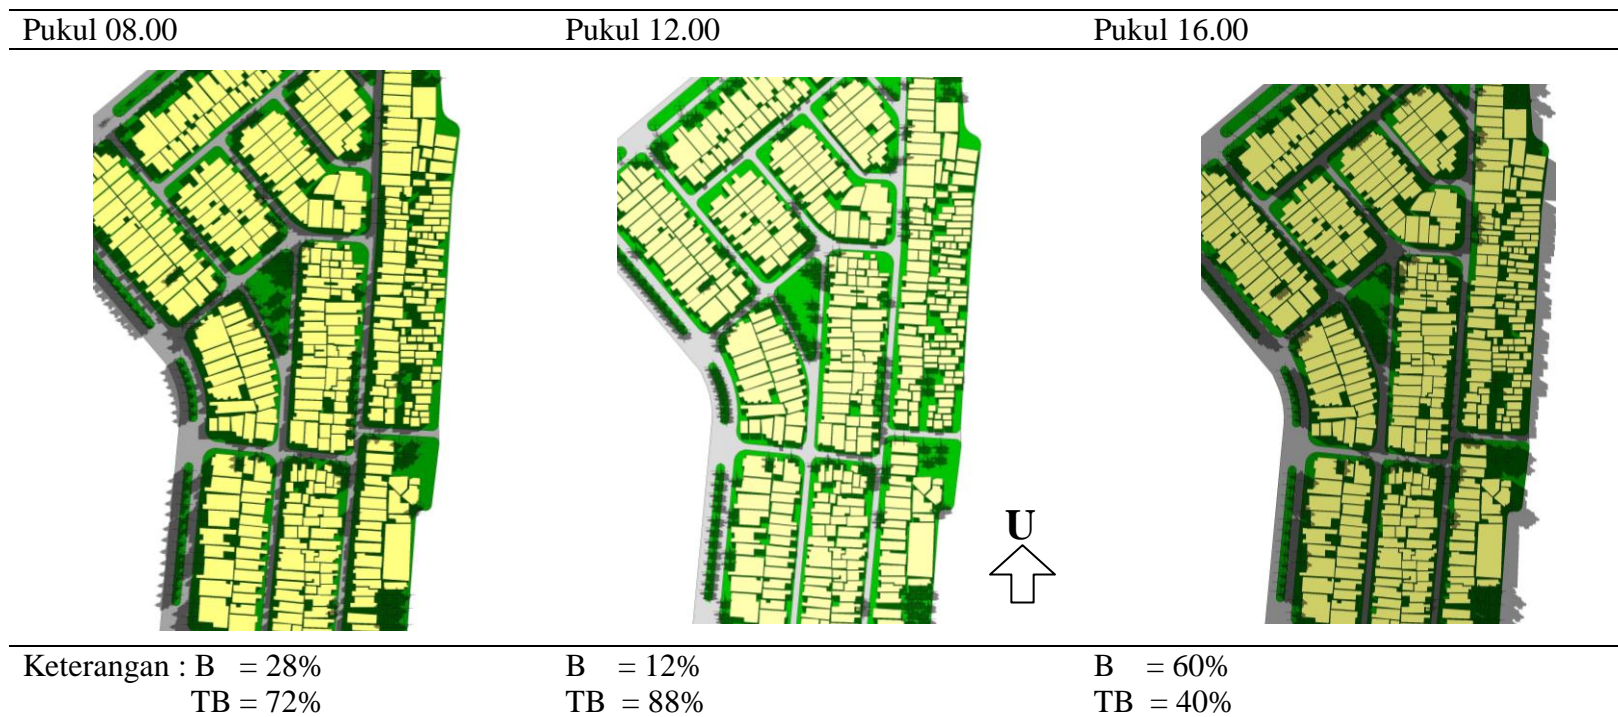 Pukul 08.00 Pukul 12.00 Pukul 16.00
U
Keterangan : B = 28% B = 12% B = 60%
TB = 72% TB = 88% TB = 40%